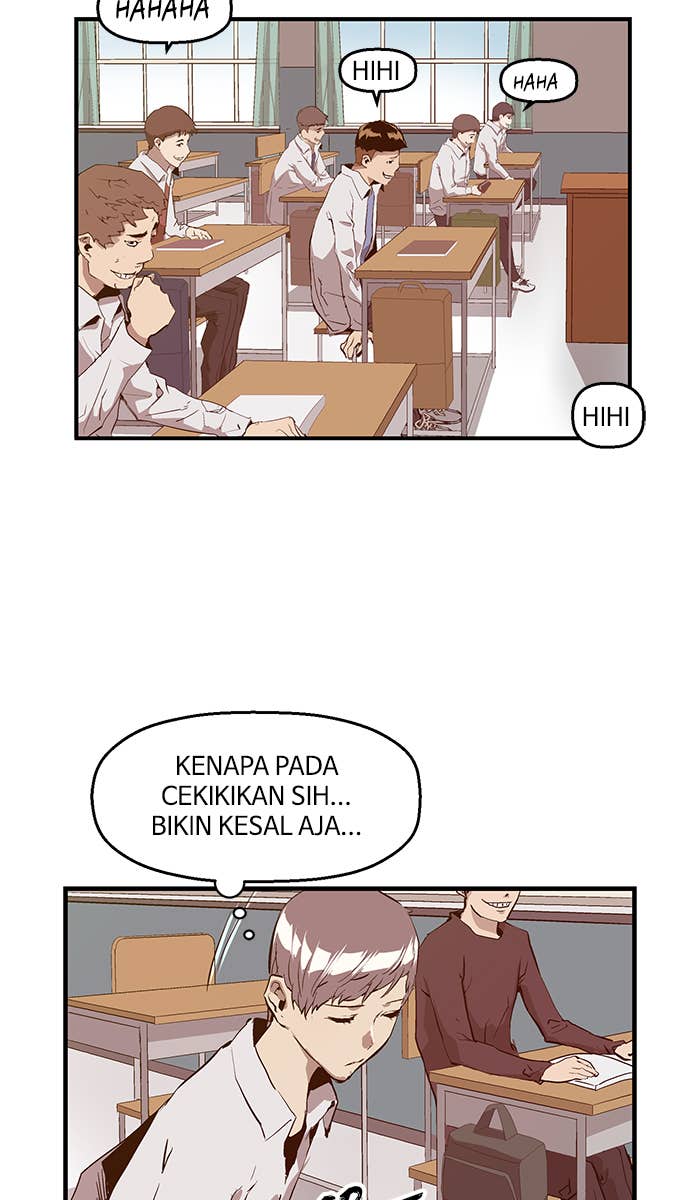 HAHAHA
HIHI
HAHA
HIHI
KENAPA PADA
CEKIKIKAN SIH...
BIKIN KESAL AJA...